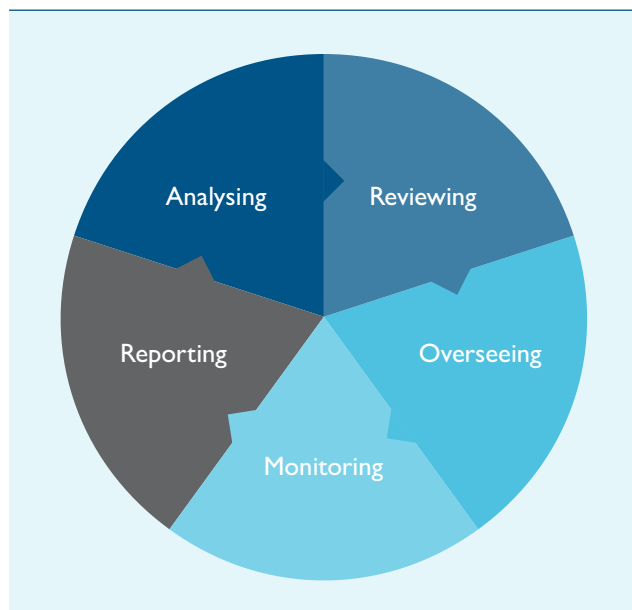 Analysing
Reviewing
Reporting
Overseeing
Monitoring